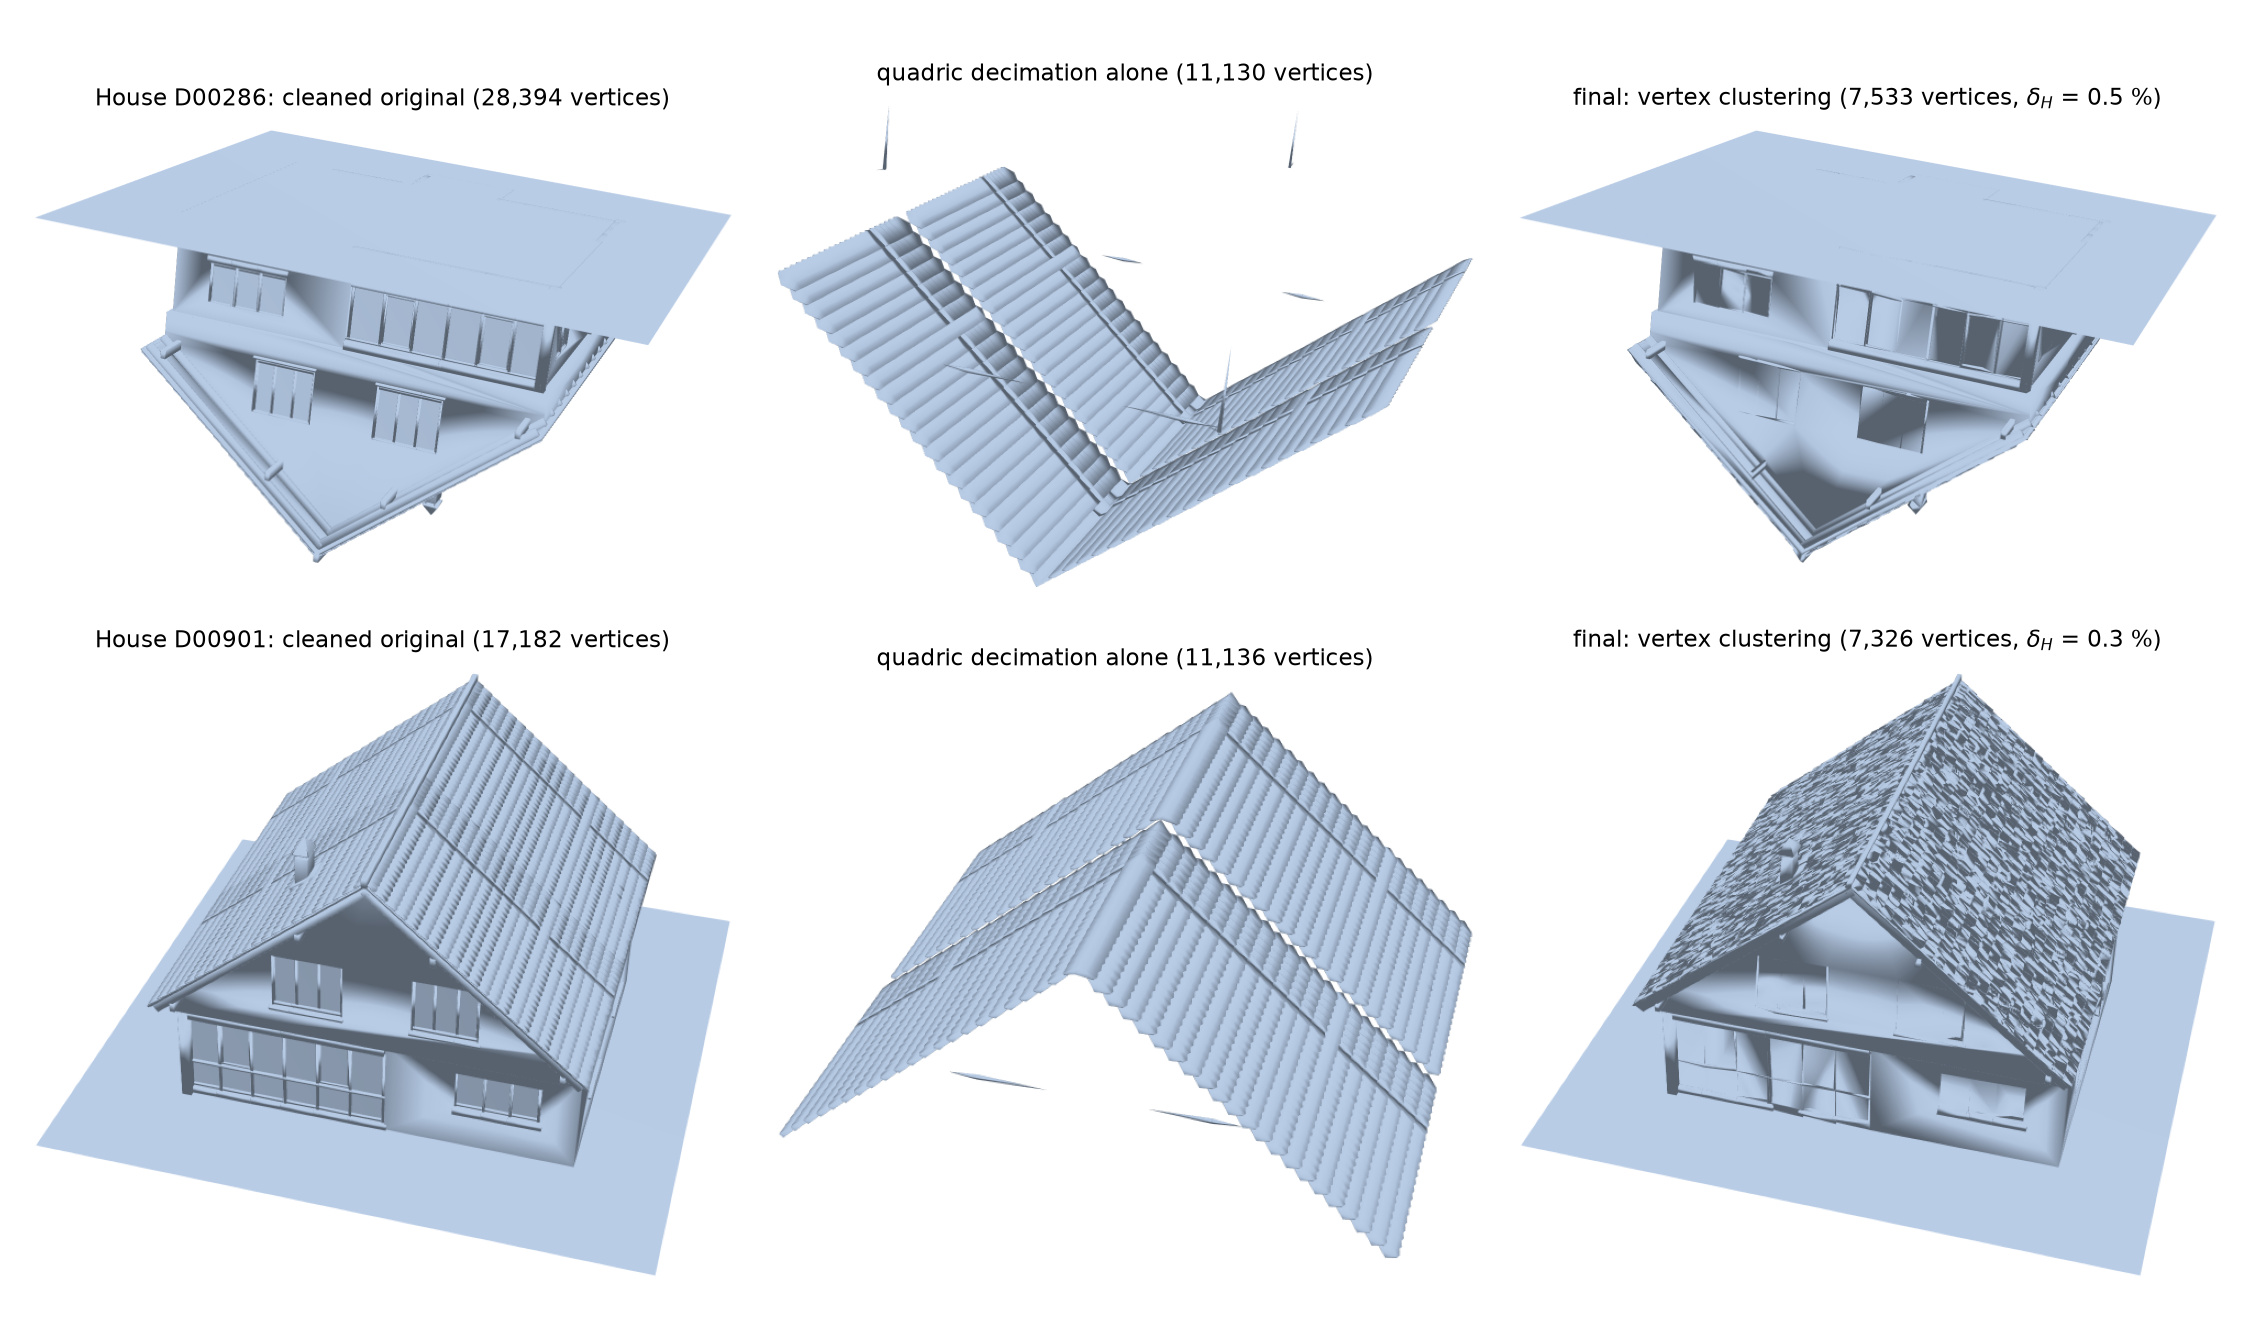 quadric decimation alone (11,130 vertices)
House D00286: cleaned original (28,394 vertices)
final: vertex clustering (7,533 vertices, δ_H = 0.5 %)
House D00901: cleaned original (17,182 vertices)
quadric decimation alone (11,136 vertices)
final: vertex clustering (7,326 vertices, δ_H = 0.3 %)